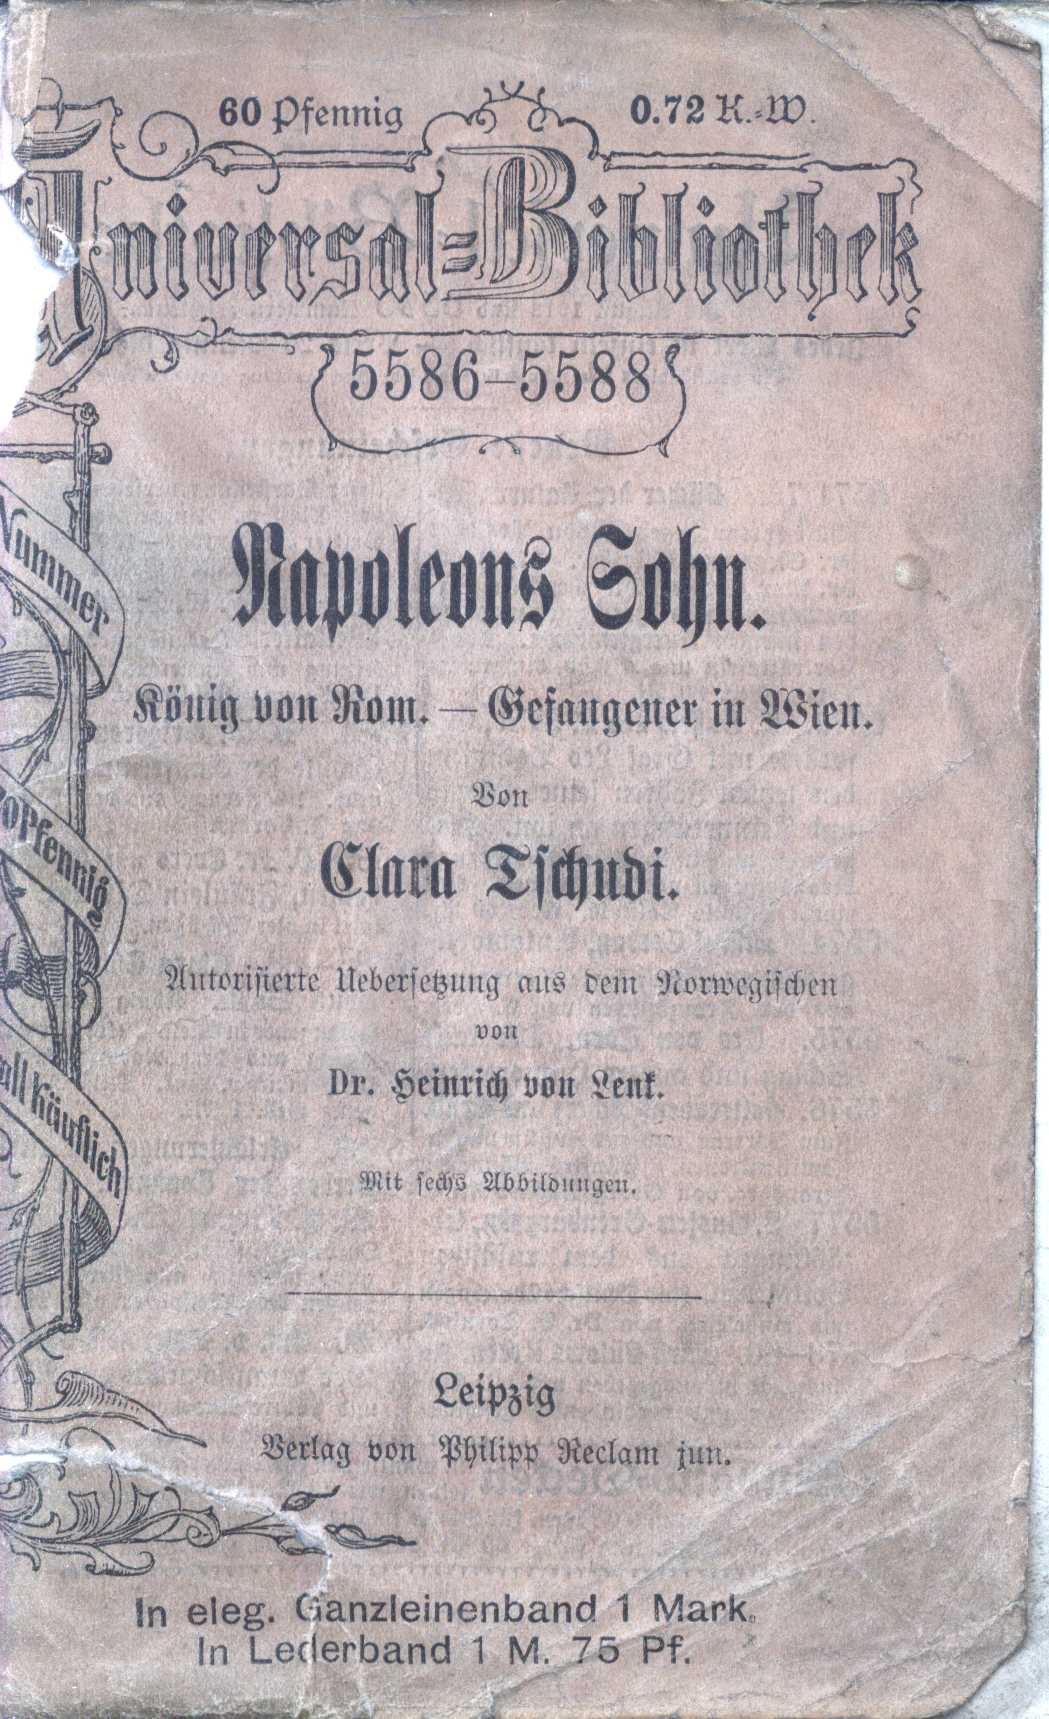 60 Pfennig
0.72 K.-W.
Universal-Bibliothek
5586–5588
Nummer
Pfennig
käuflich
Napoleons Sohn.
König von Rom. — Gefangener in Wien.
Von
Clara Tschudi.
Autorisierte Uebersetzung aus dem Norwegischen
von
Dr. Heinrich von Lenk.
Mit sechs Abbildungen.
Leipzig
Verlag von Philipp Reclam jun.
In eleg. Ganzleinenband 1 Mark.
In Lederband 1 M. 75 Pf.